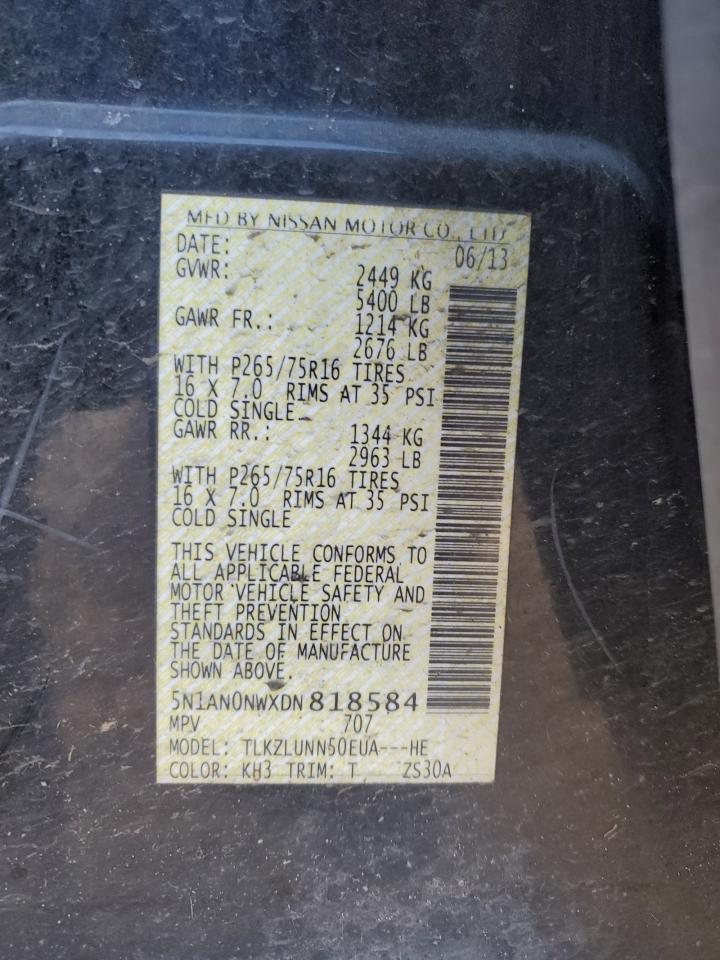 MFD BY NISSAN MOTOR CO., LTD
DATE: 06/13
GVWR: 2449 KG
5400 LB
GAWR FR.: 1214 KG
2676 LB
WITH P265/75R16 TIRES
16 X 7.0 RIMS AT 35 PSI
COLD SINGLE
GAWR RR.: 1344 KG
2963 LB
WITH P265/75R16 TIRES
16 X 7.0 RIMS AT 35 PSI
COLD SINGLE
THIS VEHICLE CONFORMS TO
ALL APPLICABLE FEDERAL
MOTOR VEHICLE SAFETY AND
THEFT PREVENTION
STANDARDS IN EFFECT ON
THE DATE OF MANUFACTURE
SHOWN ABOVE.
5N1AN0NWXDN818584
MPV 707
MODEL: TLKZLUNN50EUA---HE
COLOR: KH3 TRIM: T ZS30A